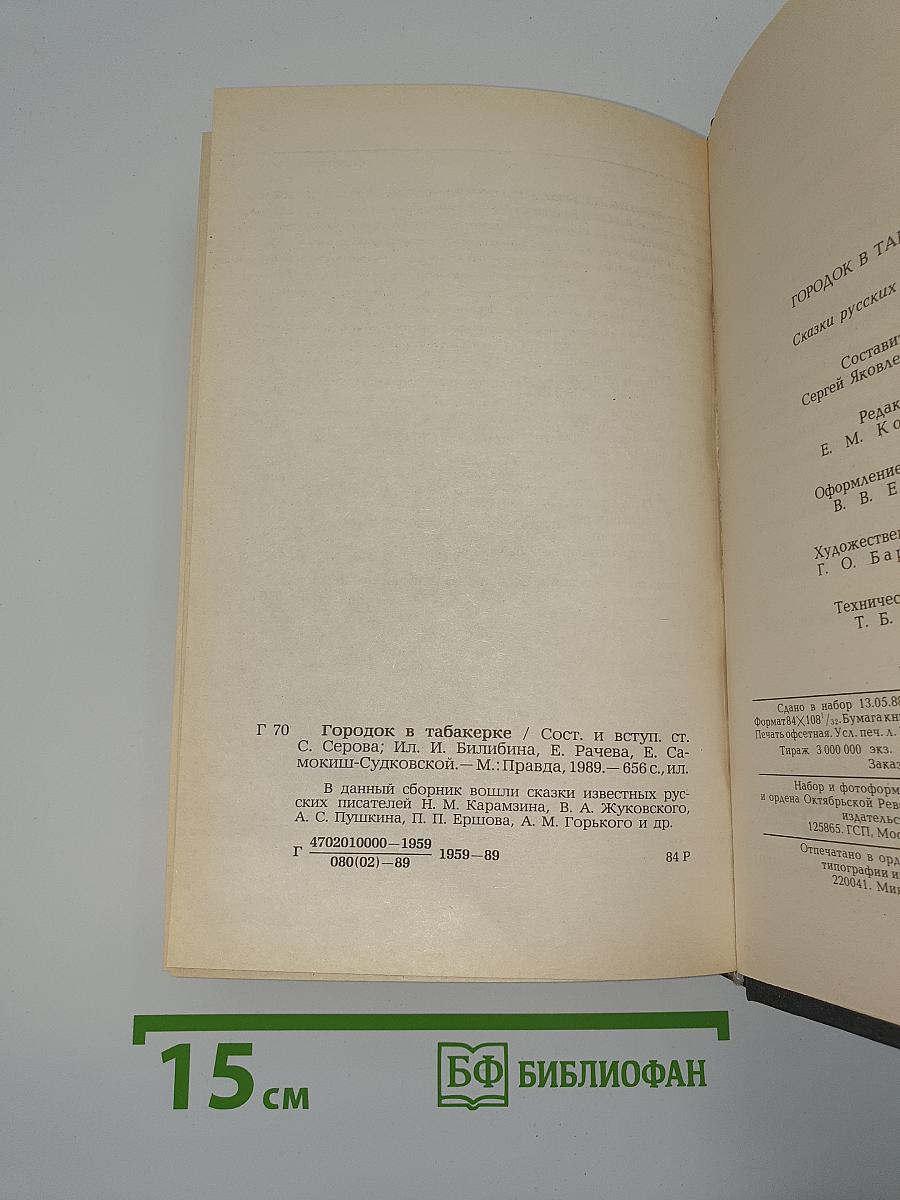 Г 70 Городок в табакерке / Сост. и вступ. ст.
С. Серова; Ил. И. Билибина, Е. Рачева, Е. Са-
мокиш-Судковской.— М.: Правда, 1989.— 656 с., ил.
В данный сборник вошли сказки известных рус-
ских писателей Н. М. Карамзина, В. А. Жуковского,
А. С. Пушкина, П. П. Ершова, А. М. Горького и др.
Г 4702010000—1959
080(02)—89 1959—89
84 Р
ГОРОДОК В ТА
Сказки русских
Состави
Сергей Яковле
Редак
Е. М. Ко
Оформление
В. В. Е
Художествен
Г. О. Бар
Техничес
Т. Б.
Сдано в набор 13.05.88
Формат 84×108 1/32. Бумага кн
Печать офсетная. Усл. печ. л.
Тираж 3 000 000 экз.
Заказ
Набор и фотоформ
и ордена Октябрьской Рев
издательс
125865. ГСП, Мос
Отпечатано в орд
типографии и
220041. Мин
15 см
БФ БИБЛИОФАН